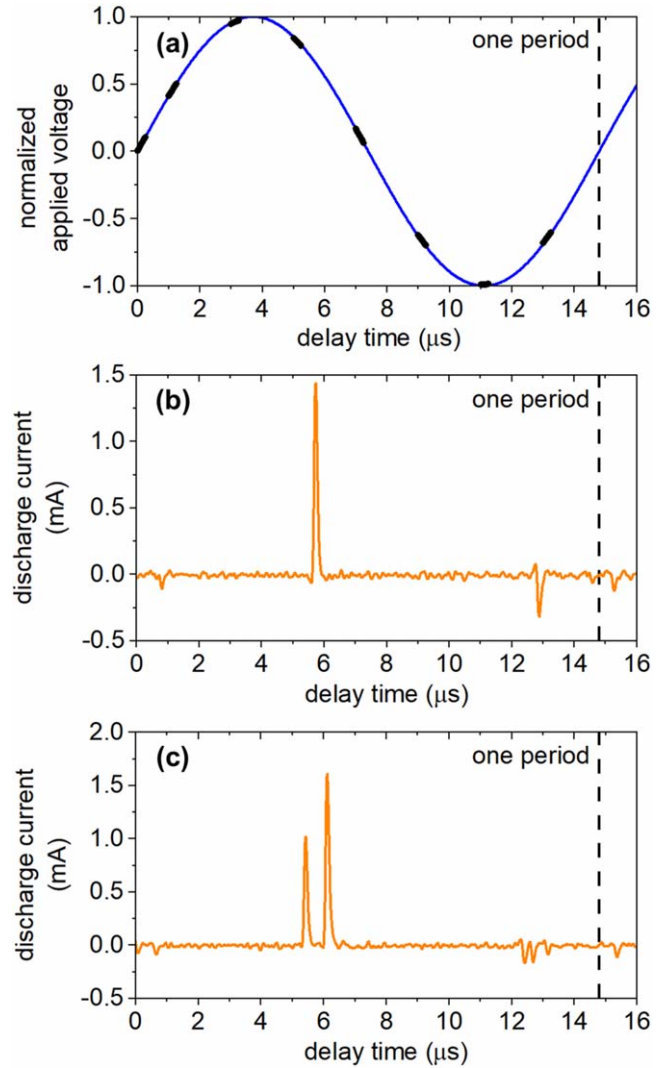 (a)
one period
normalized
applied voltage
1.0
0.5
0.0
-0.5
-1.0
0 2 4 6 8 10 12 14 16
delay time (μs)
(b)
one period
discharge current
(mA)
1.5
1.0
0.5
0.0
-0.5
0 2 4 6 8 10 12 14 16
delay time (μs)
(c)
one period
discharge current
(mA)
2.0
1.5
1.0
0.5
0.0
-0.5
0 2 4 6 8 10 12 14 16
delay time (μs)